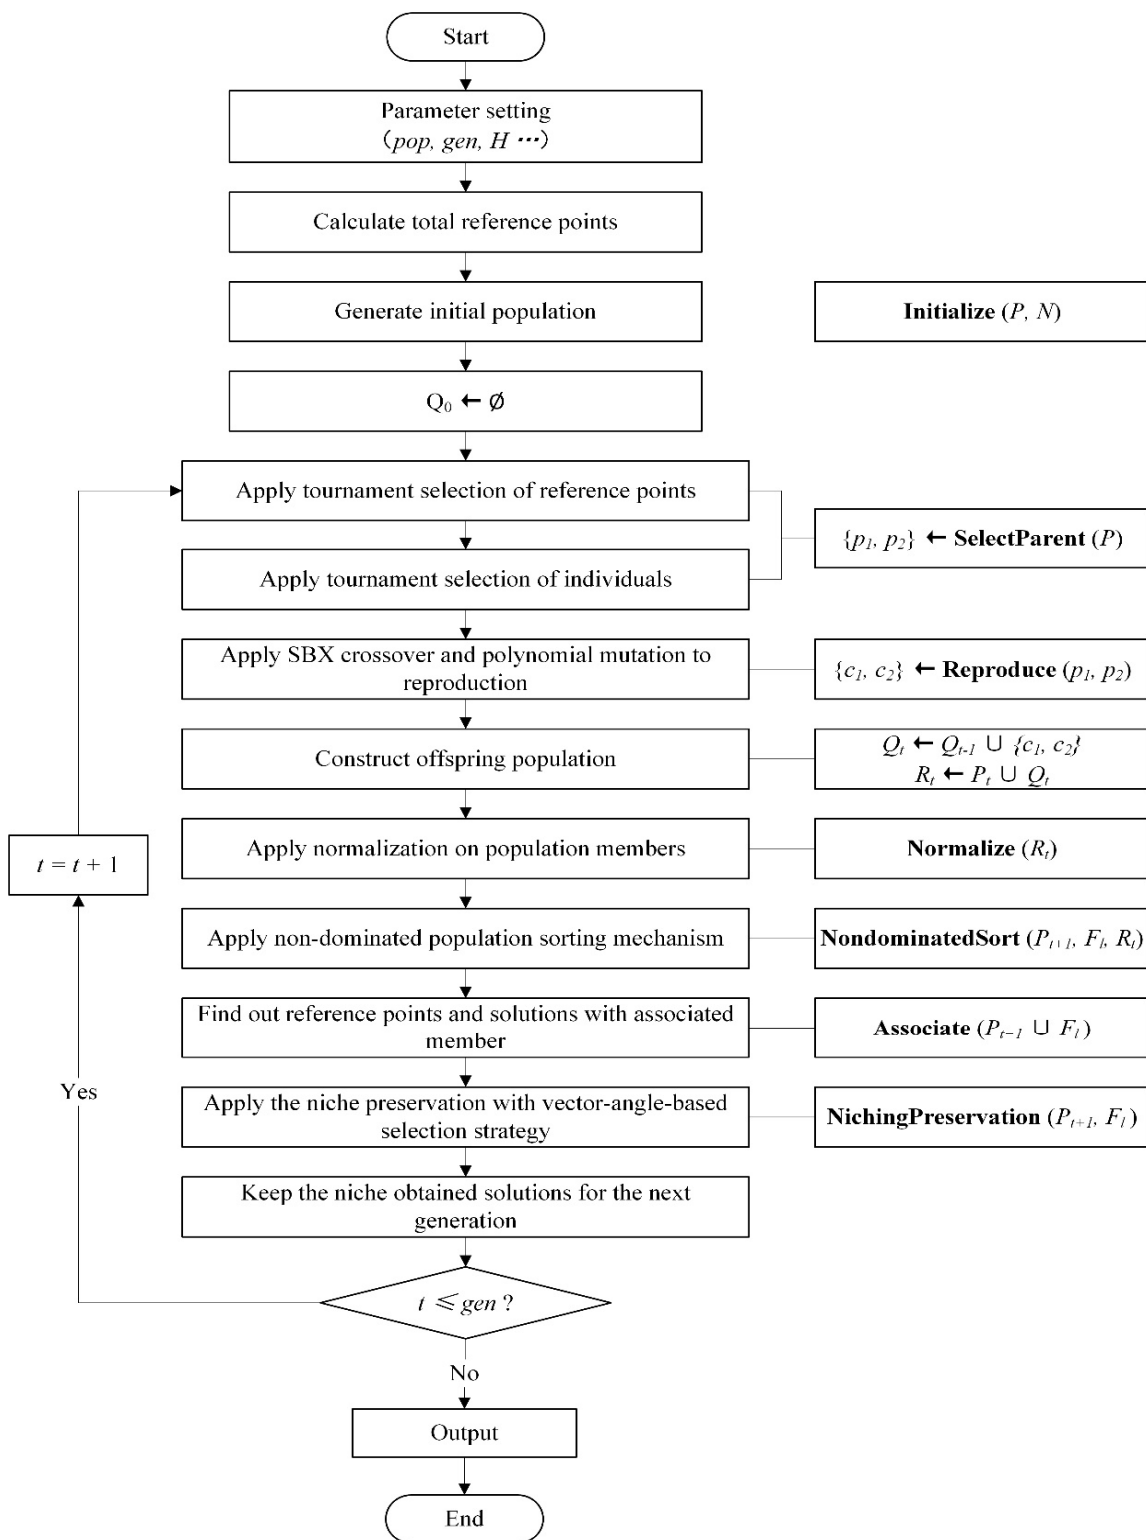 Start
Parameter setting
(pop, gen, H ⋯)
Calculate total reference points
Generate initial population
Initialize (P, N)
Q₀ ← ∅
Apply tournament selection of reference points
{p₁, p₂} ← SelectParent (P)
Apply tournament selection of individuals
Apply SBX crossover and polynomial mutation to
reproduction
{c₁, c₂} ← Reproduce (p₁, p₂)
Construct offspring population
Qₜ ← Qₜ₋₁ ∪ {c₁, c₂}
Rₜ ← Pₜ ∪ Qₜ
t = t + 1
Apply normalization on population members
Normalize (Rₜ)
Apply non-dominated population sorting mechanism
NondominatedSort (Pₜ₊₁, Fₗ, Rₜ)
Find out reference points and solutions with associated
member
Associate (Pₜ₋₁ ∪ Fₗ)
Yes
Apply the niche preservation with vector-angle-based
selection strategy
NichingPreservation (Pₜ₊₁, Fₗ)
Keep the niche obtained solutions for the next
generation
t ⩽ gen ?
No
Output
End